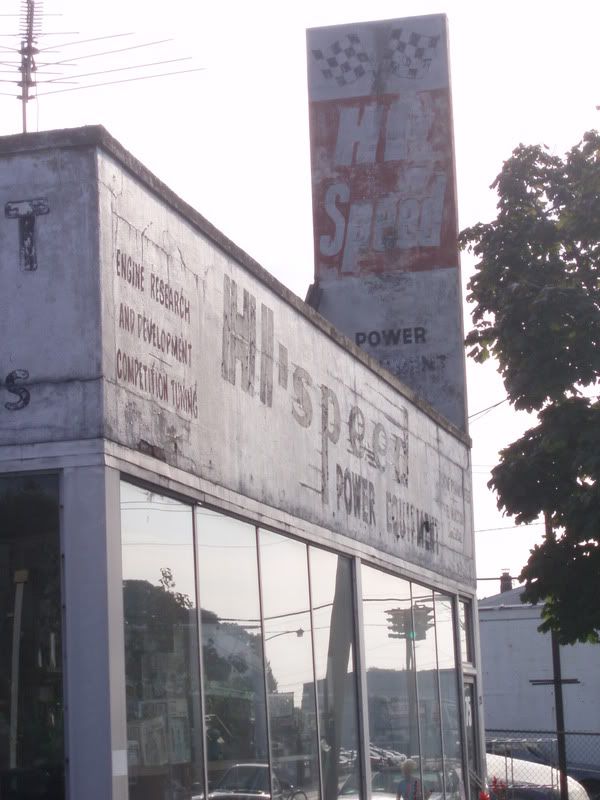 HI
Speed
POWER
T
S
ENGINE RESEARCH
AND DEVELOPMENT
COMPETITION TUNING
HI-speed
POWER EQUIPMENT